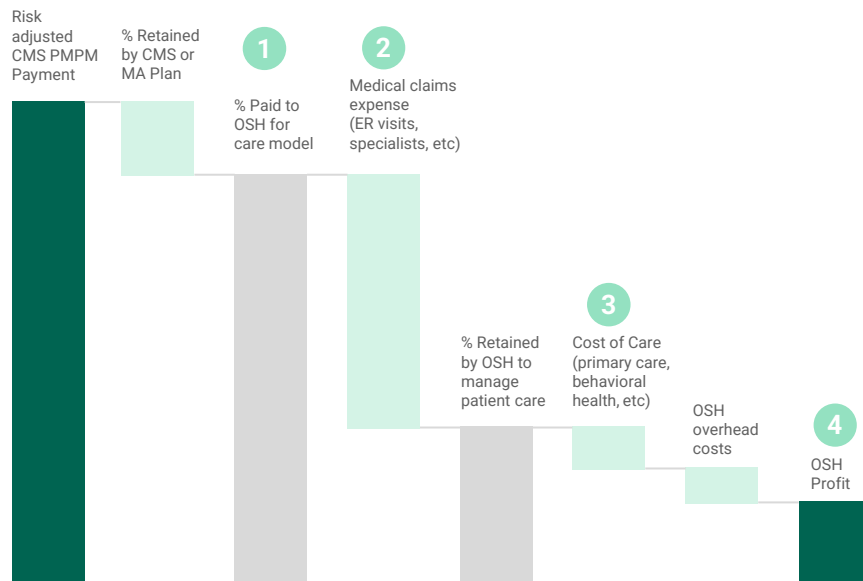 Risk
adjusted
CMS PMPM
Payment
% Retained
by CMS or
MA Plan
1
% Paid to
OSH for
care model
2
Medical claims
expense
(ER visits,
specialists, etc)
% Retained
by OSH to
manage
patient care
3
Cost of Care
(primary care,
behavioral
health, etc)
OSH
overhead
costs
4
OSH
Profit